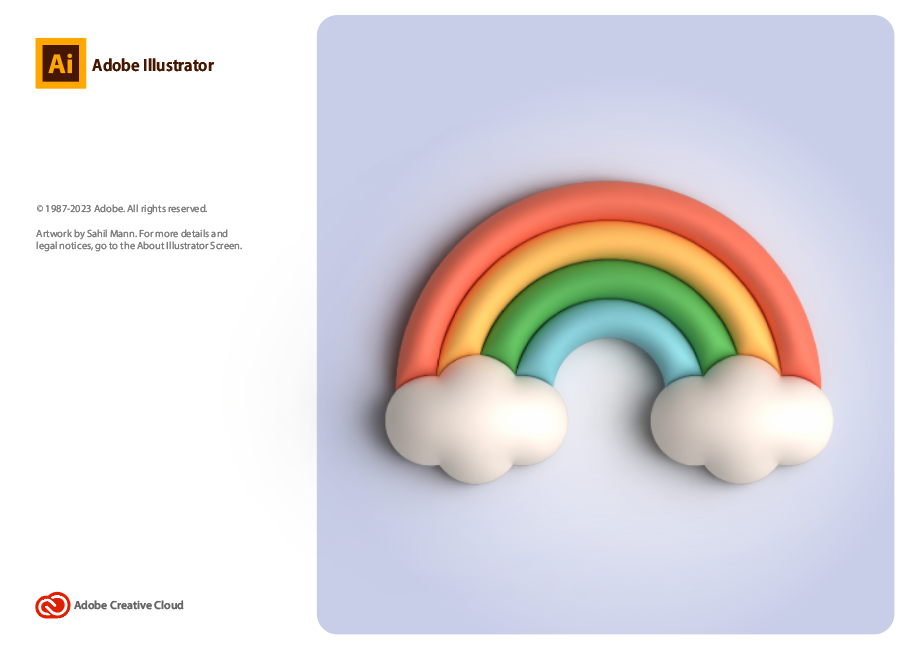 Ai
Adobe Illustrator
© 1987-2023 Adobe. All rights reserved.
Artwork by Sahil Mann. For more details and
legal notices, go to the About Illustrator Screen.
Adobe Creative Cloud